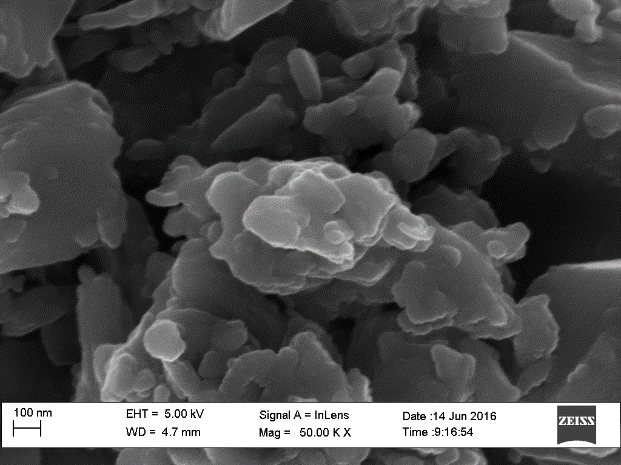 100 nm
EHT = 5.00 kV
WD = 4.7 mm
Signal A = InLens
Mag = 50.00 K X
Date :14 Jun 2016
Time :9:16:54
ZEISS